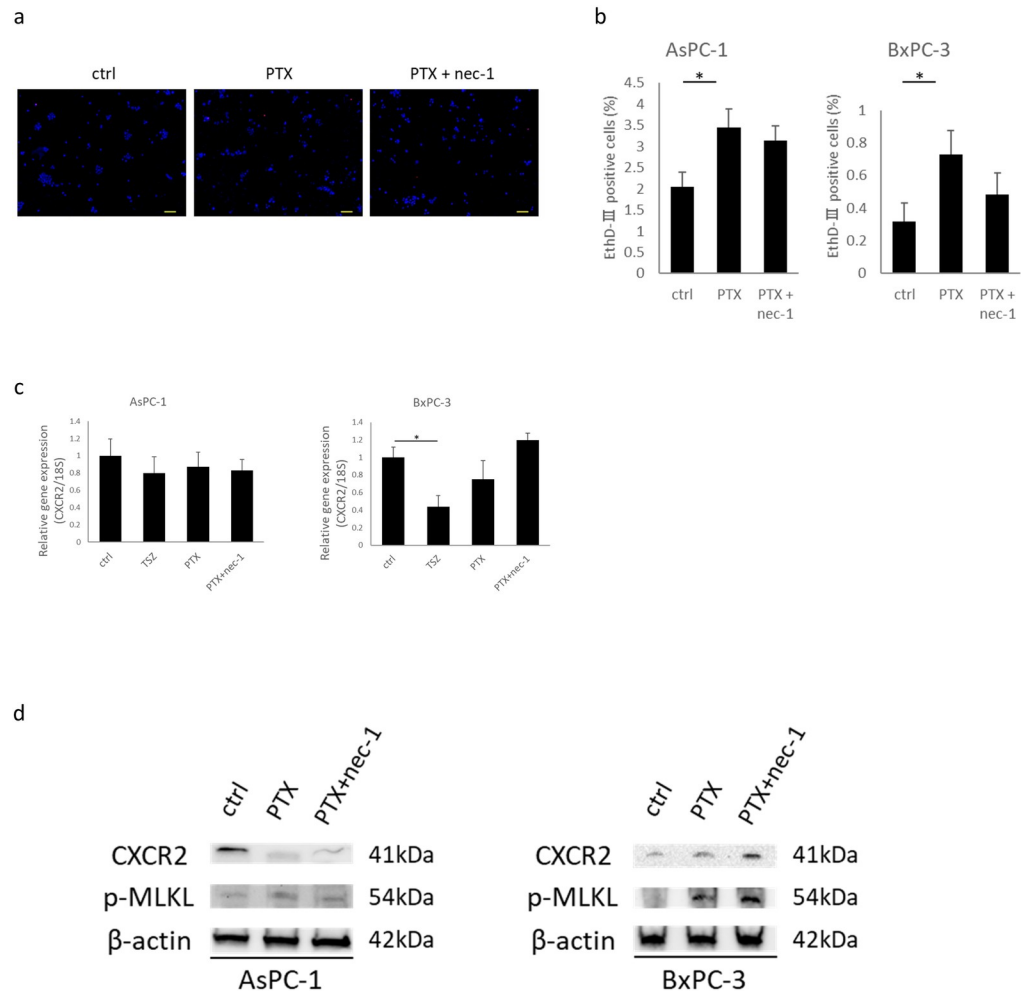 a
ctrl
PTX
PTX + nec-1
b
AsPC-1
*
EthD-Ⅲ positive cells (%)
4.5
4
3.5
3
2.5
2
1.5
1
0.5
0
ctrl
PTX
PTX +
nec-1
BxPC-3
*
EthD-Ⅲ positive cells (%)
1
0.8
0.6
0.4
0.2
0
ctrl
PTX
PTX +
nec-1
c
AsPC-1
Relative gene expression
(CXCR2/18S)
1.4
1.2
1
0.8
0.6
0.4
0.2
0
ctrl
TSZ
PTX
PTX+nec-1
BxPC-3
*
Relative gene expression
(CXCR2/18S)
1.4
1.2
1
0.8
0.6
0.4
0.2
0
ctrl
TSZ
PTX
PTX+nec-1
d
ctrl
PTX
PTX+nec-1
CXCR2 41kDa
p-MLKL 54kDa
β-actin 42kDa
AsPC-1
ctrl
PTX
PTX+nec-1
CXCR2 41kDa
p-MLKL 54kDa
β-actin 42kDa
BxPC-3